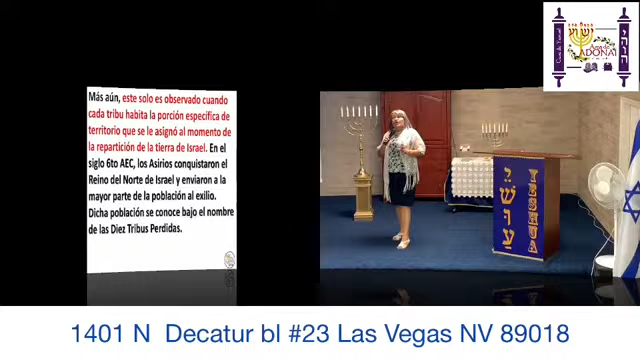 Más aún, este solo es observado cuando
cada tribu habita la porción específica de
territorio que se le asignó al momento de
la repartición de la tierra de Israel. En el
siglo 6to AEC, los Asirios conquistaron el
Reino del Norte de Israel y enviaron a la
mayor parte de la población al exilio.
Dicha población se conoce bajo el nombre
de las Diez Tribus Perdidas.
ישוע
ADONAI
יהוה
ישוע
YESHUA
1401 N Decatur bl #23 Las Vegas NV 89018